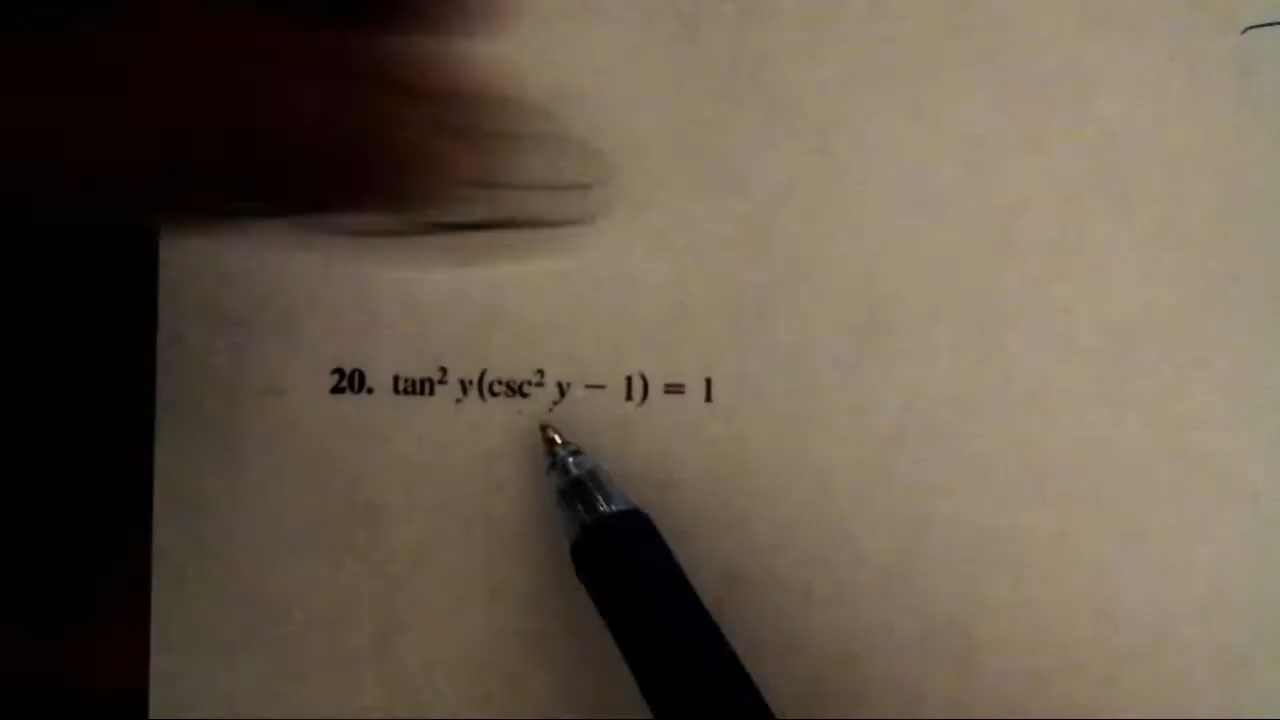 20. tan² y(csc² y − 1) = 1